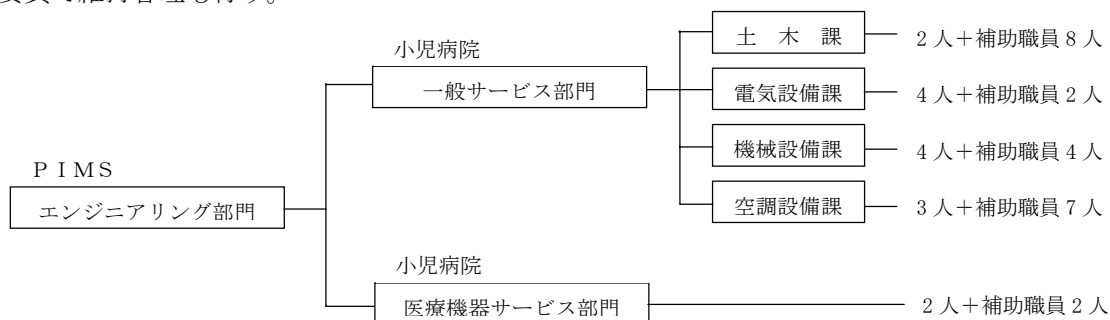 小児病院
土　木　課　2人＋補助職員8人
一般サービス部門
電気設備課　4人＋補助職員2人
機械設備課　4人＋補助職員4人
ＰＩＭＳ
エンジニアリング部門
空調設備課　3人＋補助職員7人
小児病院
医療機器サービス部門　2人＋補助職員2人